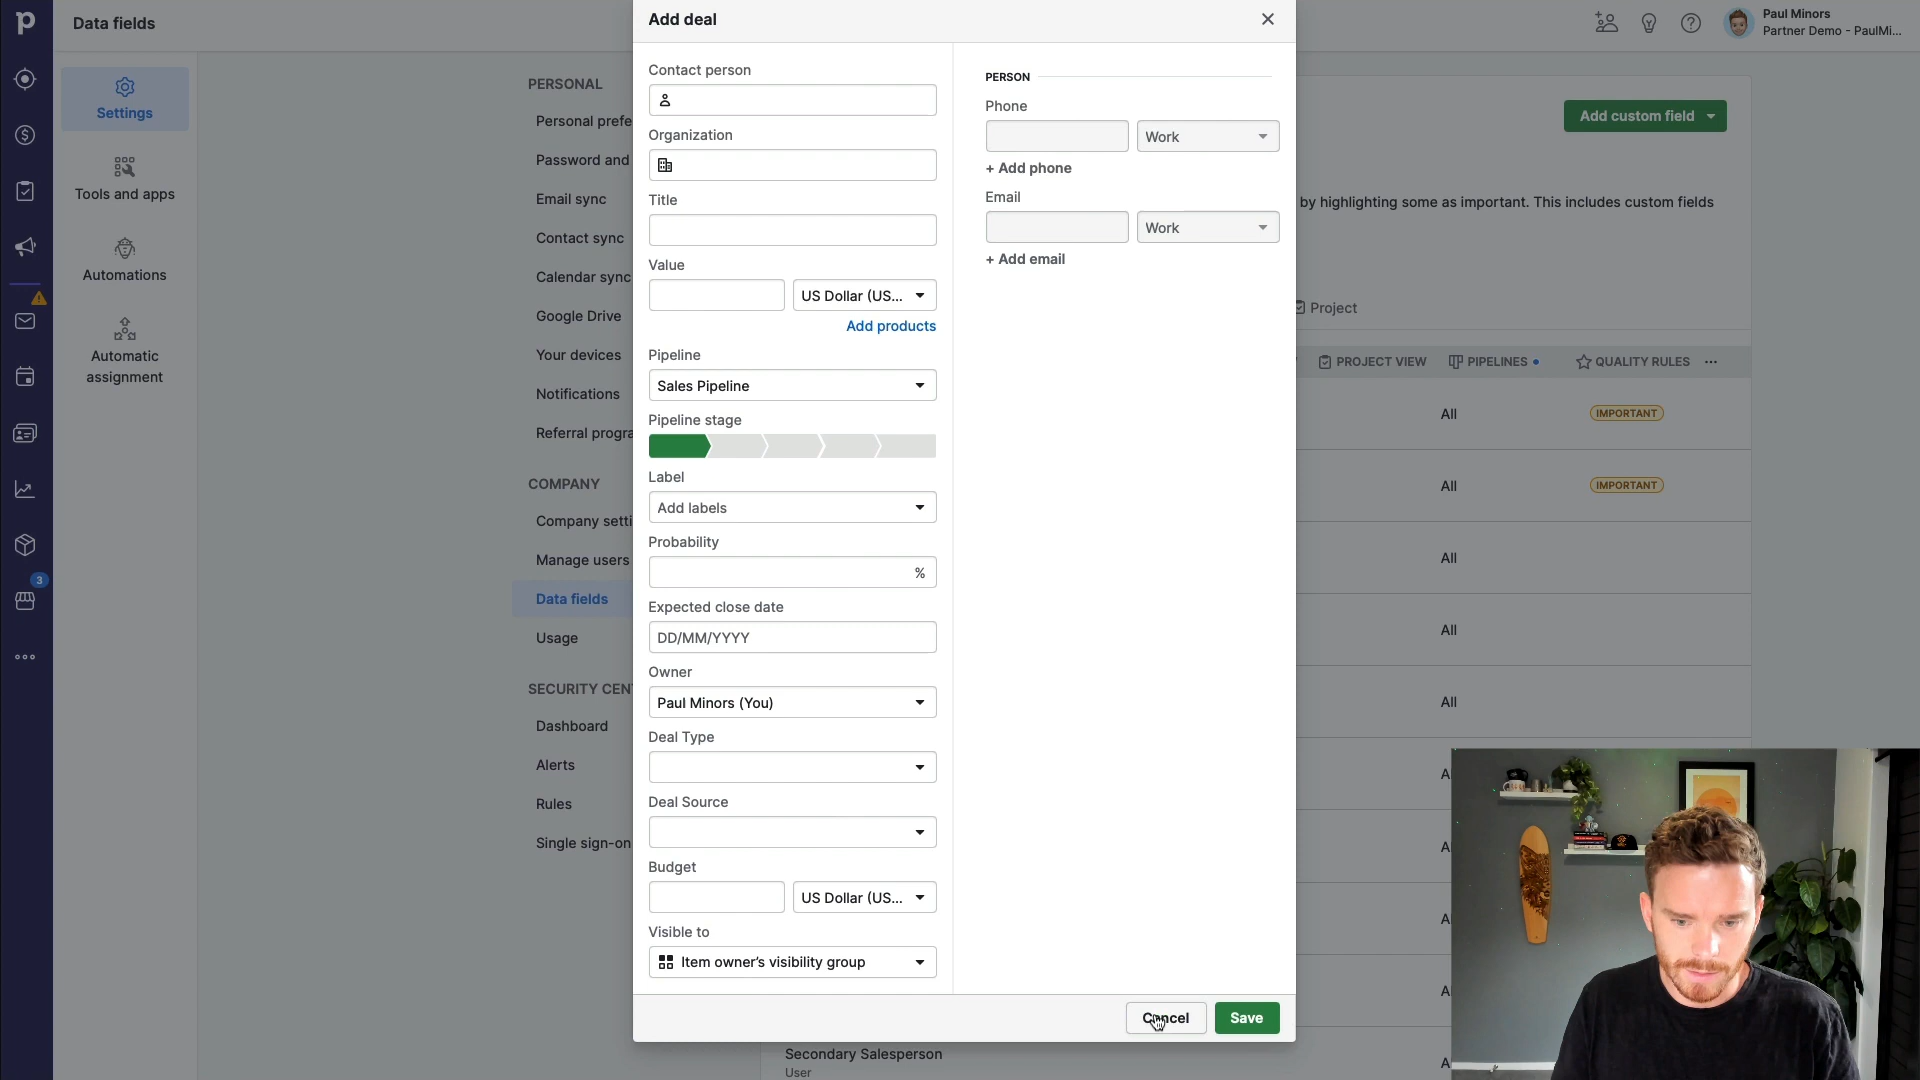 Data fields
Add deal
Paul Minors
Partner Demo - PaulMi...
Settings
Tools and apps
Automations
Automatic
assignment
PERSONAL
Personal prefe
Password and
Email sync
Contact sync
Calendar sync
Google Drive
Your devices
Notifications
Referral progra
COMPANY
Company setti
Manage users
Data fields
Usage
SECURITY CEN
Dashboard
Alerts
Rules
Single sign-on
3
Contact person
Organization
Title
Value
US Dollar (US...
Add products
Pipeline
Sales Pipeline
Pipeline stage
Label
Add labels
Probability
%
Expected close date
DD/MM/YYYY
Owner
Paul Minors (You)
Deal Type
Deal Source
Budget
US Dollar (US...
Visible to
Item owner's visibility group
PERSON
Phone
Work
+ Add phone
Email
Work
+ Add email
Cancel
Save
Add custom field
by highlighting some as important. This includes custom fields
Project
PROJECT VIEW
PIPELINES
QUALITY RULES
All
IMPORTANT
All
IMPORTANT
All
All
All
Secondary Salesperson
User